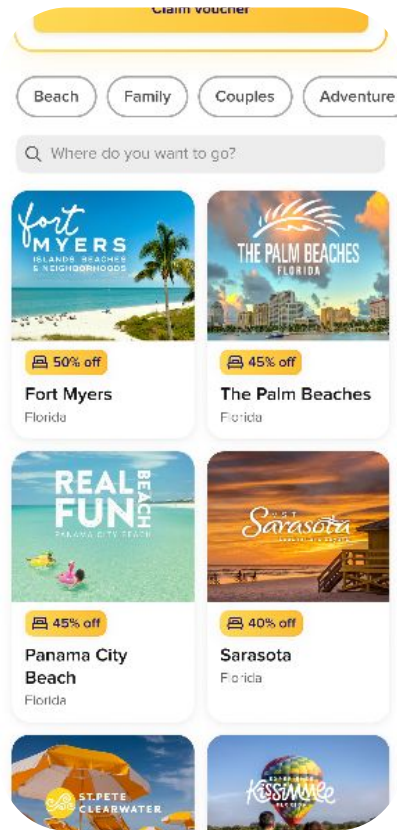 Claim Voucher
Beach
Family
Couples
Adventure
Where do you want to go?
fort
MYERS
ISLANDS, BEACHES
& NEIGHBORHOODS
THE PALM BEACHES
FLORIDA
50% off
45% off
Fort Myers
Florida
The Palm Beaches
Florida
REAL
FUN
BEACH
PANAMA CITY BEACH
VISIT
Sarasota
45% off
40% off
Panama City
Beach
Florida
Sarasota
Florida
ST.PETE
CLEARWATER
EXPERIENCE
Kissimmee
FLORIDA